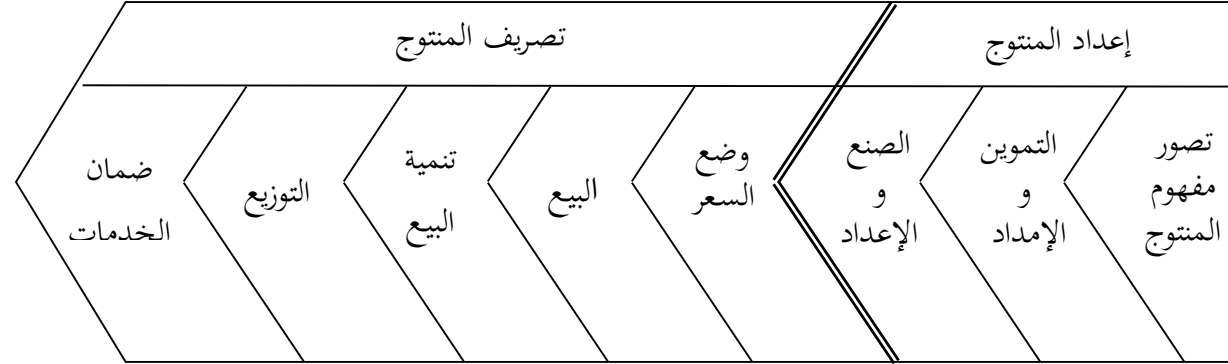 إعداد المنتوج
تصريف المنتوج
تصور
مفهوم
المنتوج
التموين
و
الإمداد
الصنع
و
الإعداد
وضع
السعر
البيع
تنمية
البيع
التوزيع
ضمان
الخدمات